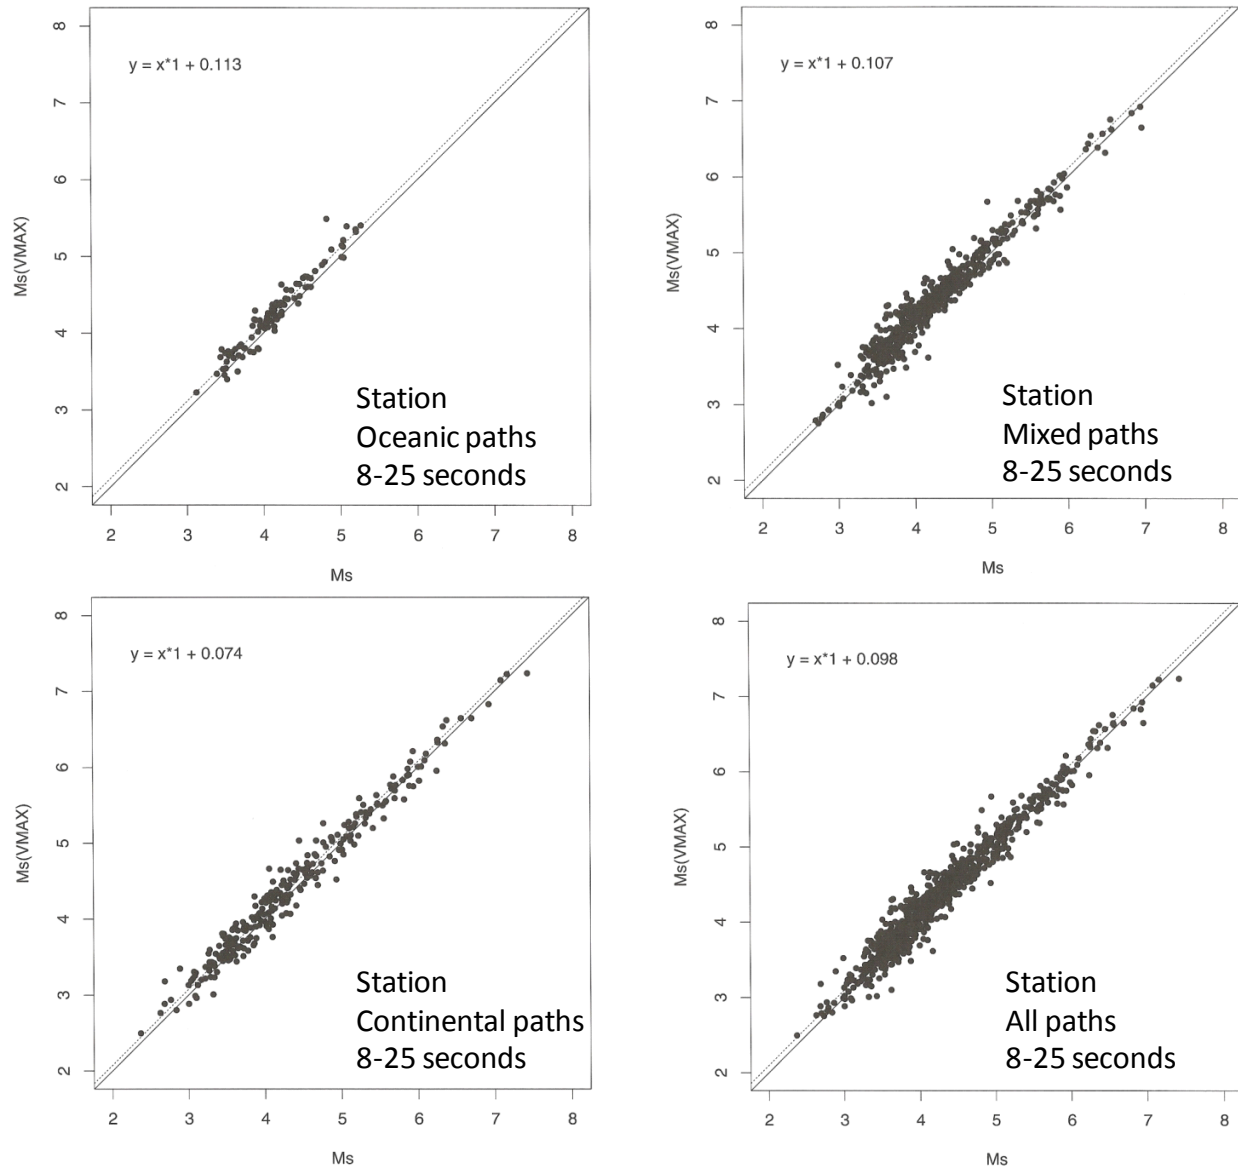 8
7
6
5
4
3
2
Ms(VMAX)
y = x*1 + 0.113
Station
Oceanic paths
8-25 seconds
2 3 4 5 6 7 8
Ms
8
7
6
5
4
3
2
Ms(VMAX)
y = x*1 + 0.107
Station
Mixed paths
8-25 seconds
2 3 4 5 6 7 8
Ms
8
7
6
5
4
3
2
Ms(VMAX)
y = x*1 + 0.074
Station
Continental paths
8-25 seconds
2 3 4 5 6 7 8
Ms
8
7
6
5
4
3
2
Ms(VMAX)
y = x*1 + 0.098
Station
All paths
8-25 seconds
2 3 4 5 6 7 8
Ms